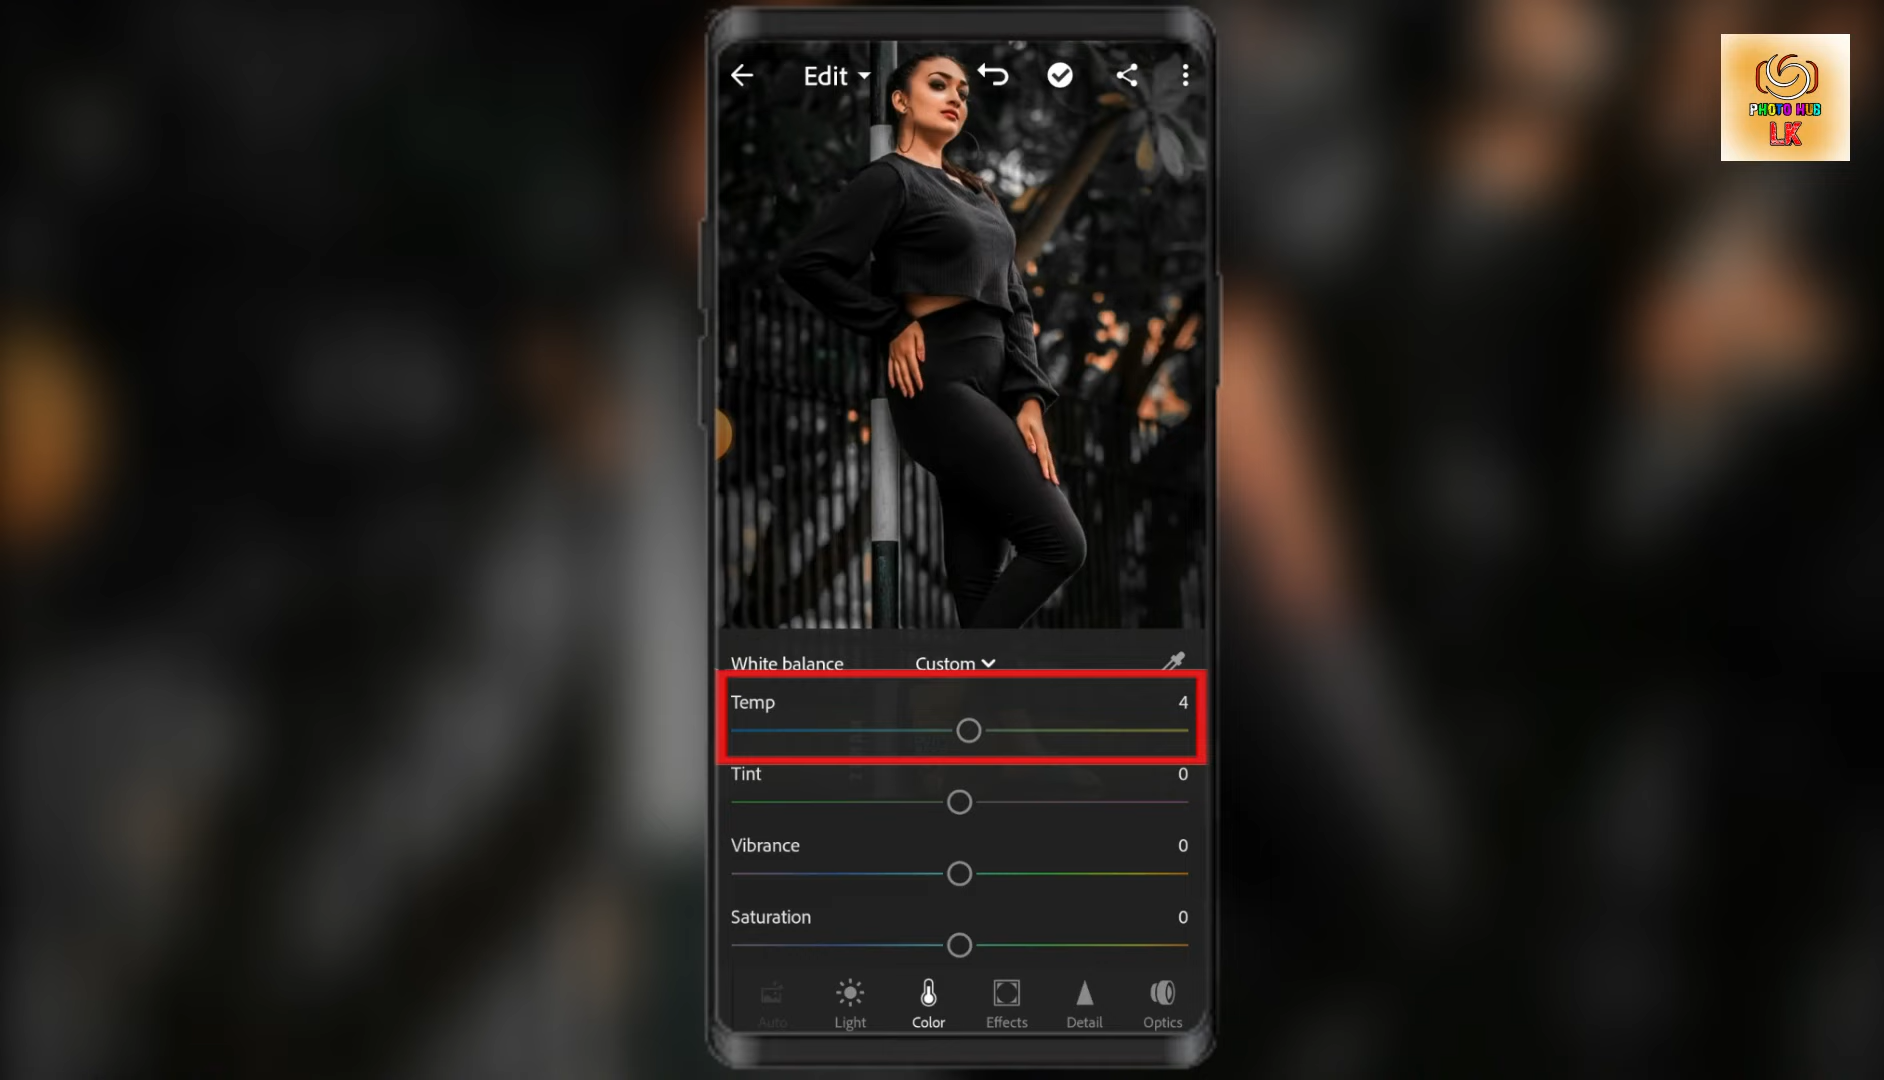 Edit
PHOTO HUB
LK
White balance
Custom
Temp
4
Tint
0
Vibrance
0
Saturation
0
Auto
Light
Color
Effects
Detail
Optics